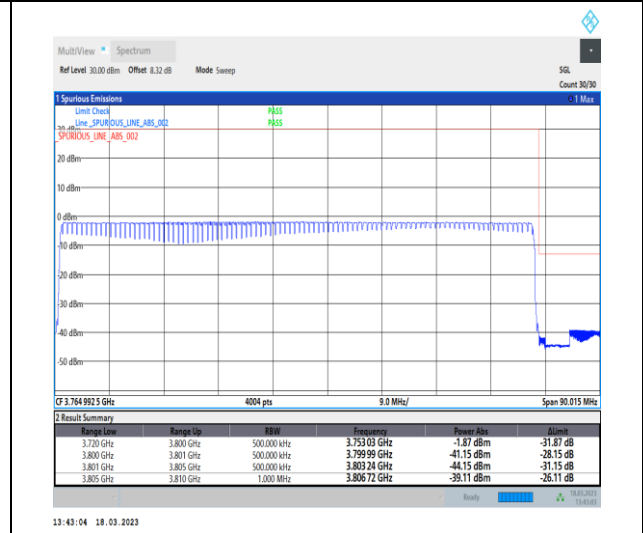 MultiView Spectrum
Ref Level 30.00 dBm Offset 8.32 dB Mode Sweep SGL
Count 30/30
1 Spurious Emissions 1 Max
Limit Check PASS
Line _SPURIOUS_LINE_ABS_002 PASS
_SPURIOUS_LINE_ABS_002
20 dBm
10 dBm
0 dBm
-10 dBm
-20 dBm
-30 dBm
-40 dBm
-50 dBm
CF 3.764 992 5 GHz 4004 pts 9.0 MHz/ Span 90.015 MHz
2 Result Summary
Range Low Range Up RBW Frequency Power Abs ΔLimit
3.720 GHz 3.800 GHz 500.000 kHz 3.753 03 GHz -1.87 dBm -31.87 dB
3.800 GHz 3.801 GHz 500.000 kHz 3.799 99 GHz -41.15 dBm -28.15 dB
3.801 GHz 3.805 GHz 500.000 kHz 3.803 24 GHz -44.15 dBm -31.15 dB
3.805 GHz 3.810 GHz 1.000 MHz 3.806 72 GHz -39.11 dBm -26.11 dB
Ready 18.03.2023
13:43:03
13:43:04 18.03.2023